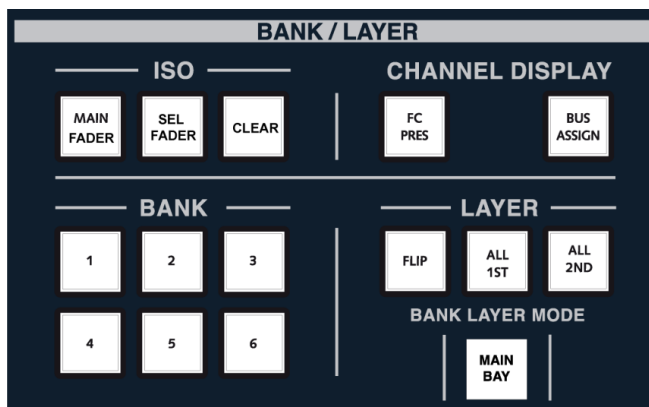 BANK / LAYER
ISO
MAIN
FADER
SEL
FADER
CLEAR
CHANNEL DISPLAY
FC
PRES
BUS
ASSIGN
BANK
1
2
3
4
5
6
LAYER
FLIP
ALL
1ST
ALL
2ND
BANK LAYER MODE
MAIN
BAY